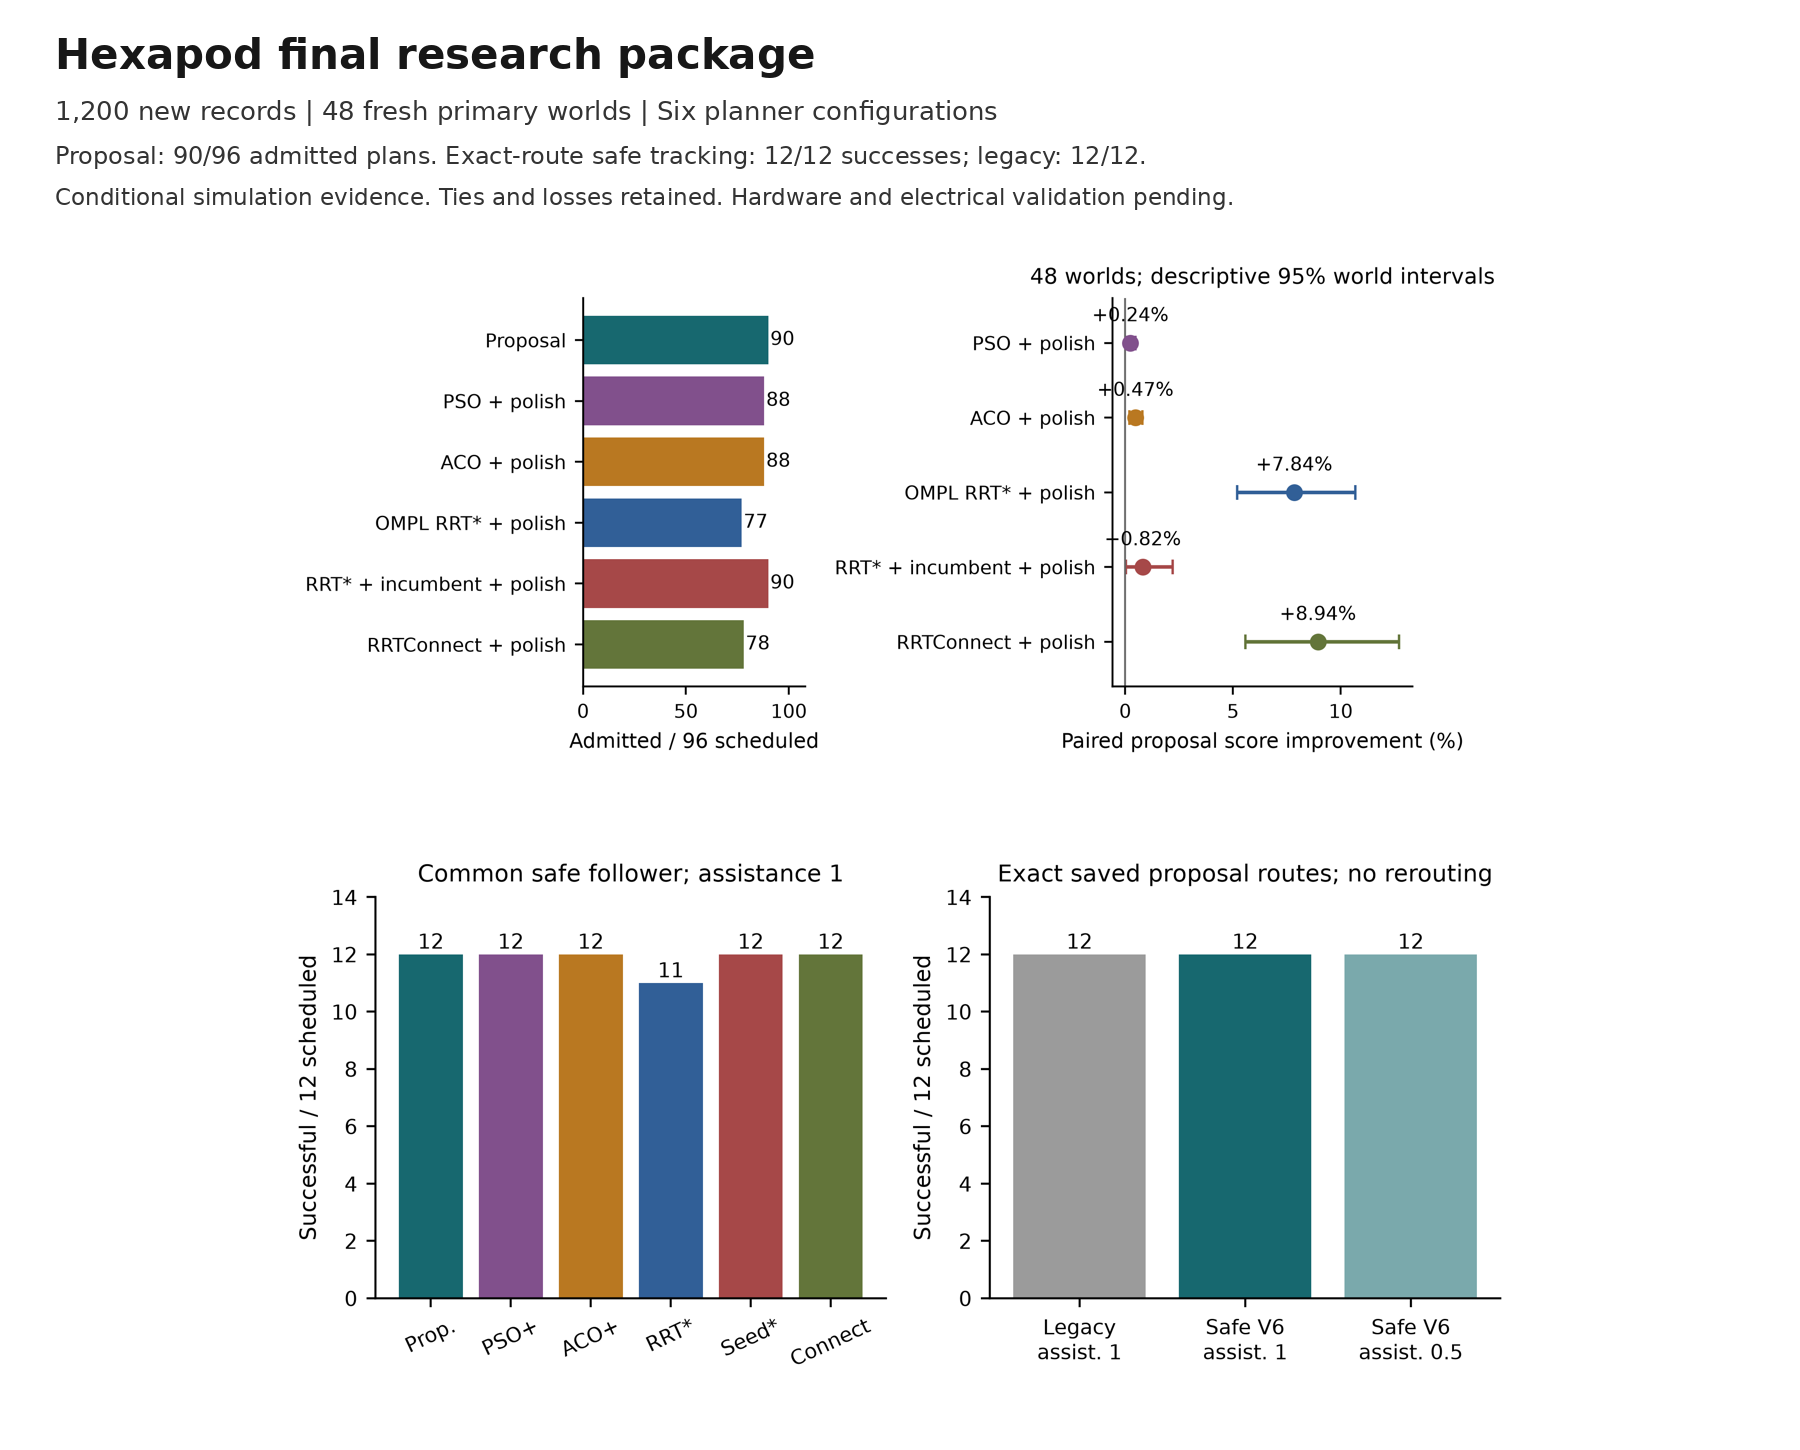 Hexapod final research package
1,200 new records | 48 fresh primary worlds | Six planner configurations
Proposal: 90/96 admitted plans. Exact-route safe tracking: 12/12 successes; legacy: 12/12.
Conditional simulation evidence. Ties and losses retained. Hardware and electrical validation pending.
Proposal
90
PSO + polish
88
ACO + polish
88
OMPL RRT* + polish
77
RRT* + incumbent + polish
90
RRTConnect + polish
78
0 50 100
Admitted / 96 scheduled
48 worlds; descriptive 95% world intervals
+0.24%
PSO + polish
+0.47%
ACO + polish
+7.84%
OMPL RRT* + polish
+0.82%
RRT* + incumbent + polish
+8.94%
RRTConnect + polish
0 5 10
Paired proposal score improvement (%)
Common safe follower; assistance 1
Successful / 12 scheduled
14
12
10
8
6
4
2
0
12 12 12 11 12 12
Prop. PSO+ ACO+ RRT* Seed* Connect
Exact saved proposal routes; no rerouting
Successful / 12 scheduled
14
12
10
8
6
4
2
0
12 12 12
Legacy
assist. 1
Safe V6
assist. 1
Safe V6
assist. 0.5